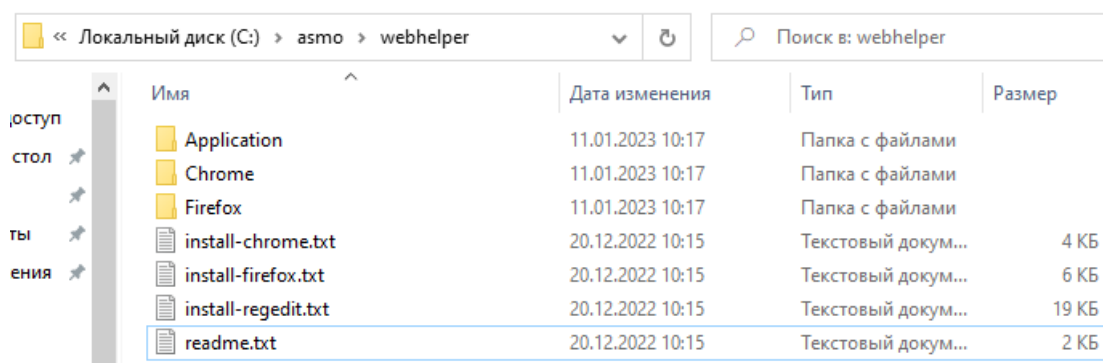 « Локальный диск (C:) › asmo › webhelper
Поиск в: webhelper
Имя Дата изменения Тип Размер
доступ
стол
ты
ения
Application 11.01.2023 10:17 Папка с файлами
Chrome 11.01.2023 10:17 Папка с файлами
Firefox 11.01.2023 10:17 Папка с файлами
install-chrome.txt 20.12.2022 10:15 Текстовый докум... 4 КБ
install-firefox.txt 20.12.2022 10:15 Текстовый докум... 6 КБ
install-regedit.txt 20.12.2022 10:15 Текстовый докум... 19 КБ
readme.txt 20.12.2022 10:15 Текстовый докум... 2 КБ